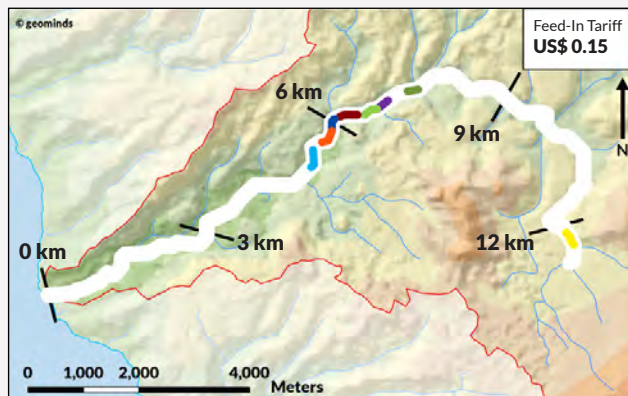 © geominds
Feed-In Tariff
US$ 0.15
6 km
9 km
N
0 km
3 km
12 km
0 1,000 2,000 4,000
Meters